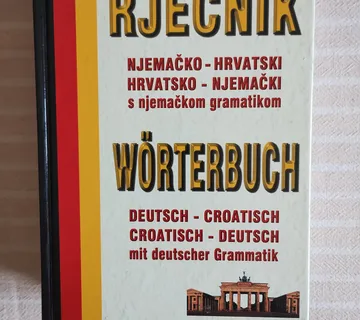 RJEČNIK
NJEMAČKO - HRVATSKI
HRVATSKO - NJEMAČKI
s njemačkom gramatikom
WÖRTERBUCH
DEUTSCH - CROATISCH
CROATISCH - DEUTSCH
mit deutscher Grammatik